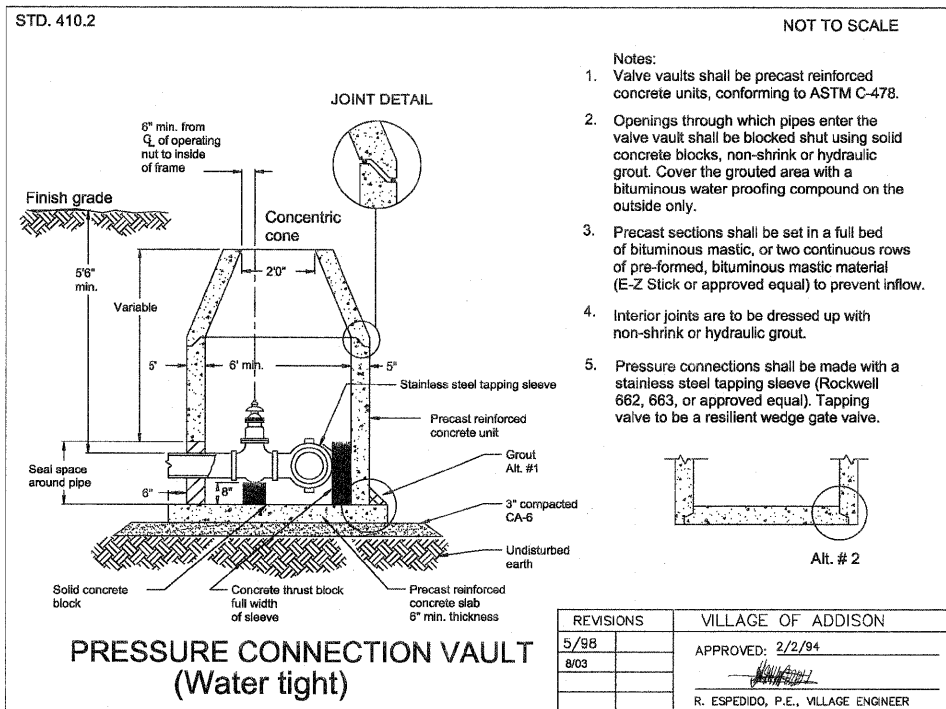 STD. 410.2
NOT TO SCALE
Notes:
1. Valve vaults shall be precast reinforced
concrete units, conforming to ASTM C-478.
2. Openings through which pipes enter the
valve vault shall be blocked shut using solid
concrete blocks, non-shrink or hydraulic
grout. Cover the grouted area with a
bituminous water proofing compound on the
outside only.
3. Precast sections shall be set in a full bed
of bituminous mastic, or two continuous rows
of pre-formed, bituminous mastic material
(E-Z Stick or approved equal) to prevent inflow.
4. Interior joints are to be dressed up with
non-shrink or hydraulic grout.
5. Pressure connections shall be made with a
stainless steel tapping sleeve (Rockwell
662, 663, or approved equal). Tapping
valve to be a resilient wedge gate valve.
JOINT DETAIL
6" min. from
℄ of operating
nut to inside
of frame
Finish grade
Concentric
cone
2'0"
5'6"
min.
Variable
5'
6' min.
5"
Stainless steel tapping sleeve
Precast reinforced
concrete unit
Grout
Alt. #1
Seal space
around pipe
6"
8"
3" compacted
CA-6
Undisturbed
earth
Solid concrete
block
Concrete thrust block
full width
of sleeve
Precast reinforced
concrete slab
6" min. thickness
Alt. # 2
PRESSURE CONNECTION VAULT
(Water tight)
REVISIONS
5/98
8/03
VILLAGE OF ADDISON
APPROVED: 2/2/94
R. ESPEDIDO, P.E., VILLAGE ENGINEER